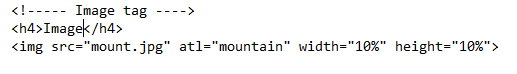 <!----- Image tag ---->
<h4>Image</h4>
<img src="mount.jpg" atl="mountain" width="10%" height="10%">